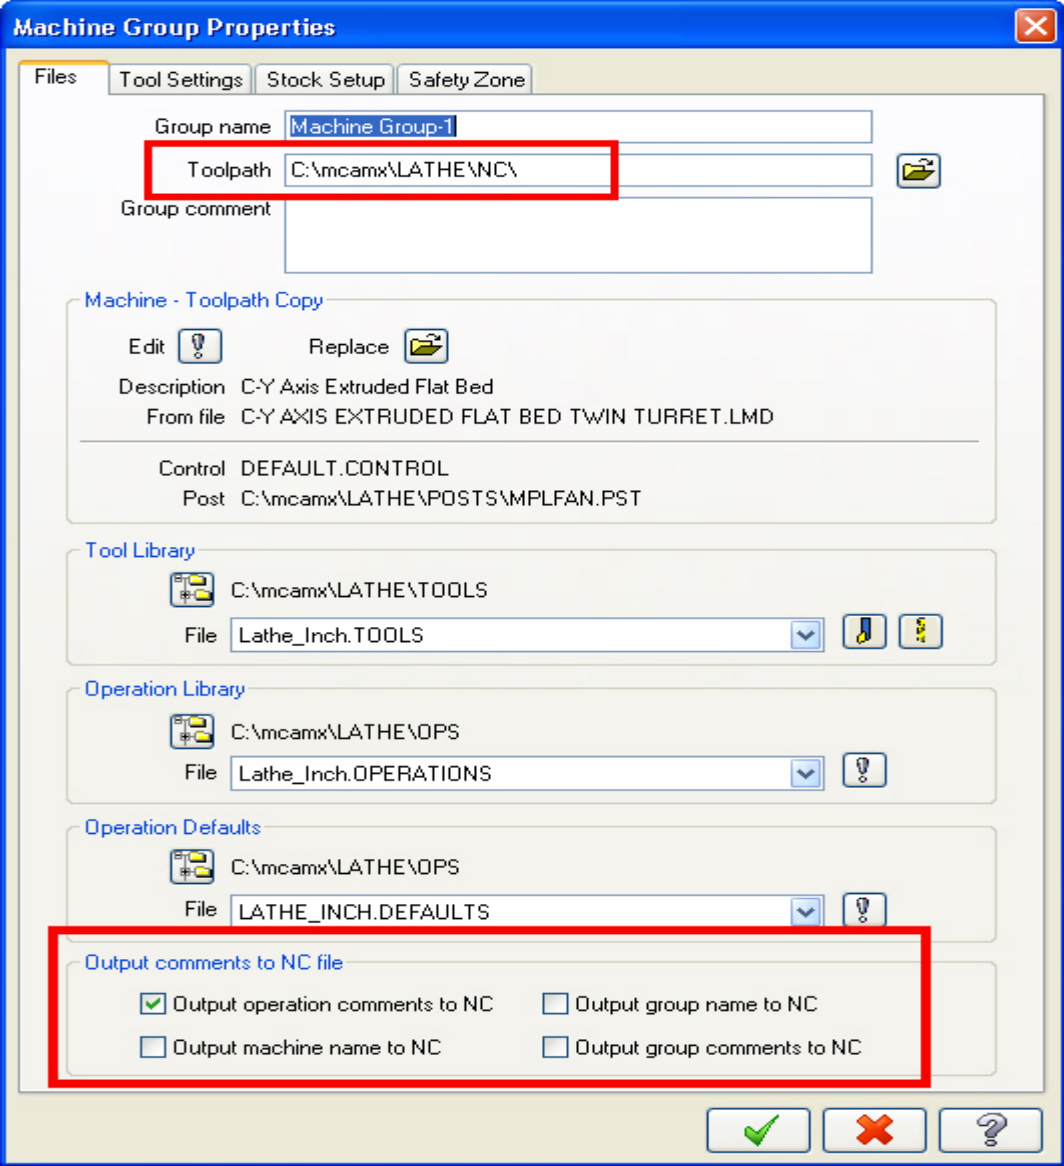 Machine Group Properties
Files Tool Settings Stock Setup Safety Zone
Group name Machine Group-1
Toolpath C:\mcamx\LATHE\NC\
Group comment
Machine - Toolpath Copy
Edit Replace
Description C-Y Axis Extruded Flat Bed
From file C-Y AXIS EXTRUDED FLAT BED TWIN TURRET.LMD
Control DEFAULT.CONTROL
Post C:\mcamx\LATHE\POSTS\MPLFAN.PST
Tool Library
C:\mcamx\LATHE\TOOLS
File Lathe_Inch.TOOLS
Operation Library
C:\mcamx\LATHE\OPS
File Lathe_Inch.OPERATIONS
Operation Defaults
C:\mcamx\LATHE\OPS
File LATHE_INCH.DEFAULTS
Output comments to NC file
Output operation comments to NC Output group name to NC
Output machine name to NC Output group comments to NC